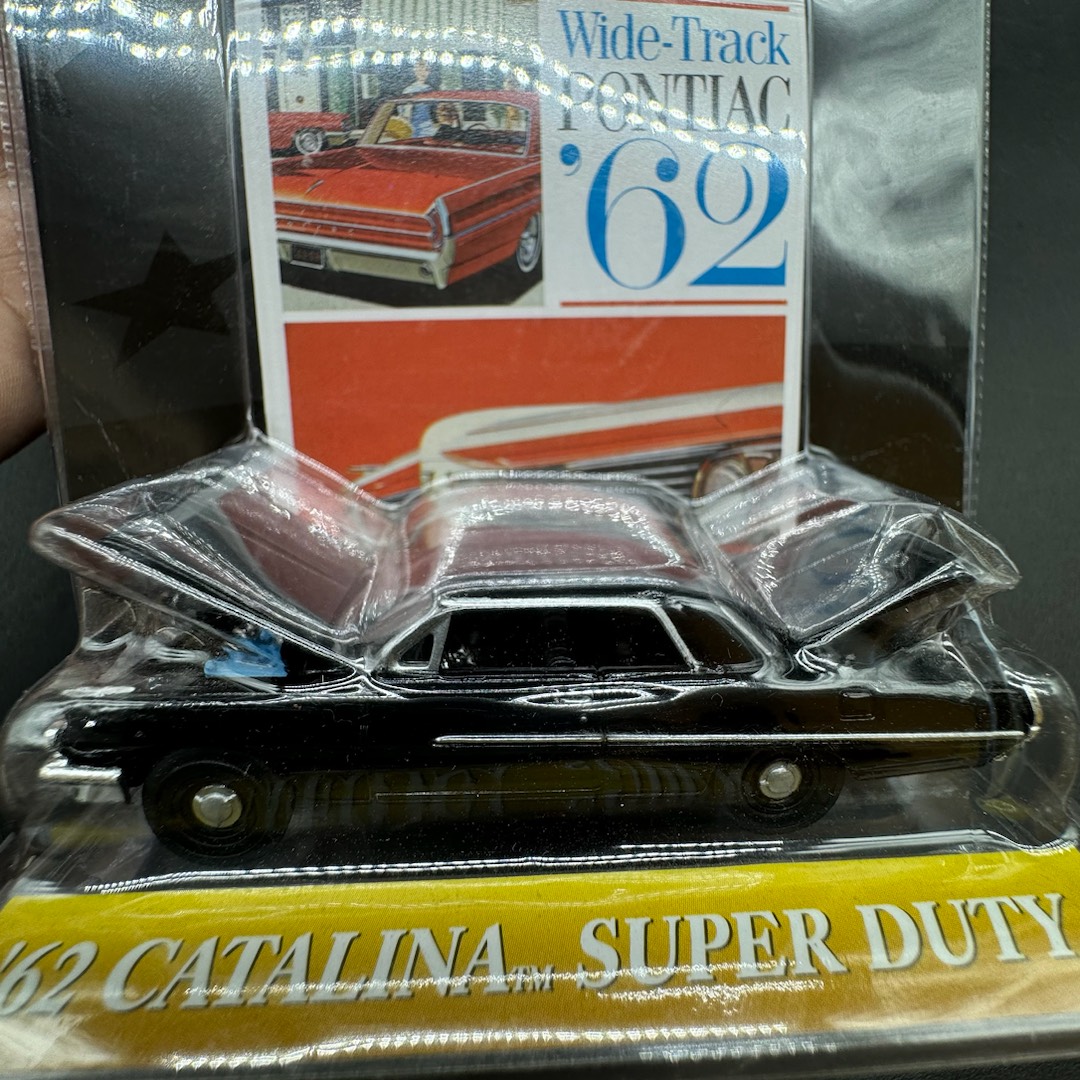 Wide-Track
PONTIAC
'62
'62 CATALINA™ SUPER DUTY